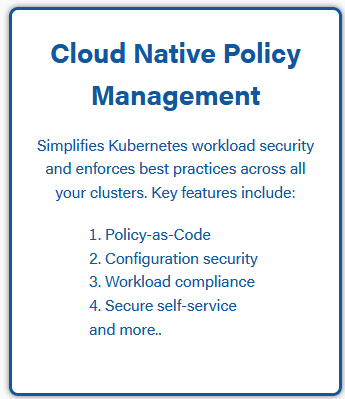 Cloud Native Policy
Management
Simplifies Kubernetes workload security
and enforces best practices across all
your clusters. Key features include:
1. Policy-as-Code
2. Configuration security
3. Workload compliance
4. Secure self-service
and more..